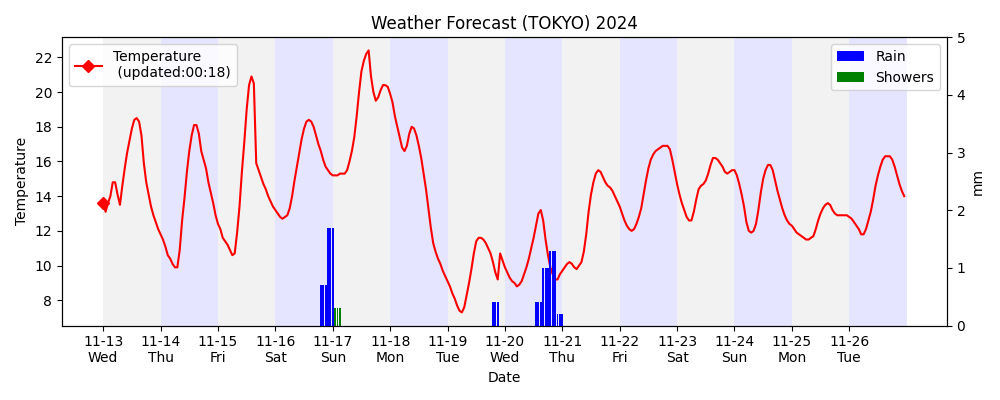 Weather Forecast (TOKYO) 2024
Temperature
(updated:00:18)
Rain
Showers
22
20
18
16
14
12
10
8
Temperature
5
4
3
2
1
0
mm
11-13 11-14 11-15 11-16 11-17 11-18 11-19 11-20 11-21 11-22 11-23 11-24 11-25 11-26
Wed Thu Fri Sat Sun Mon Tue Wed Thu Fri Sat Sun Mon Tue
Date